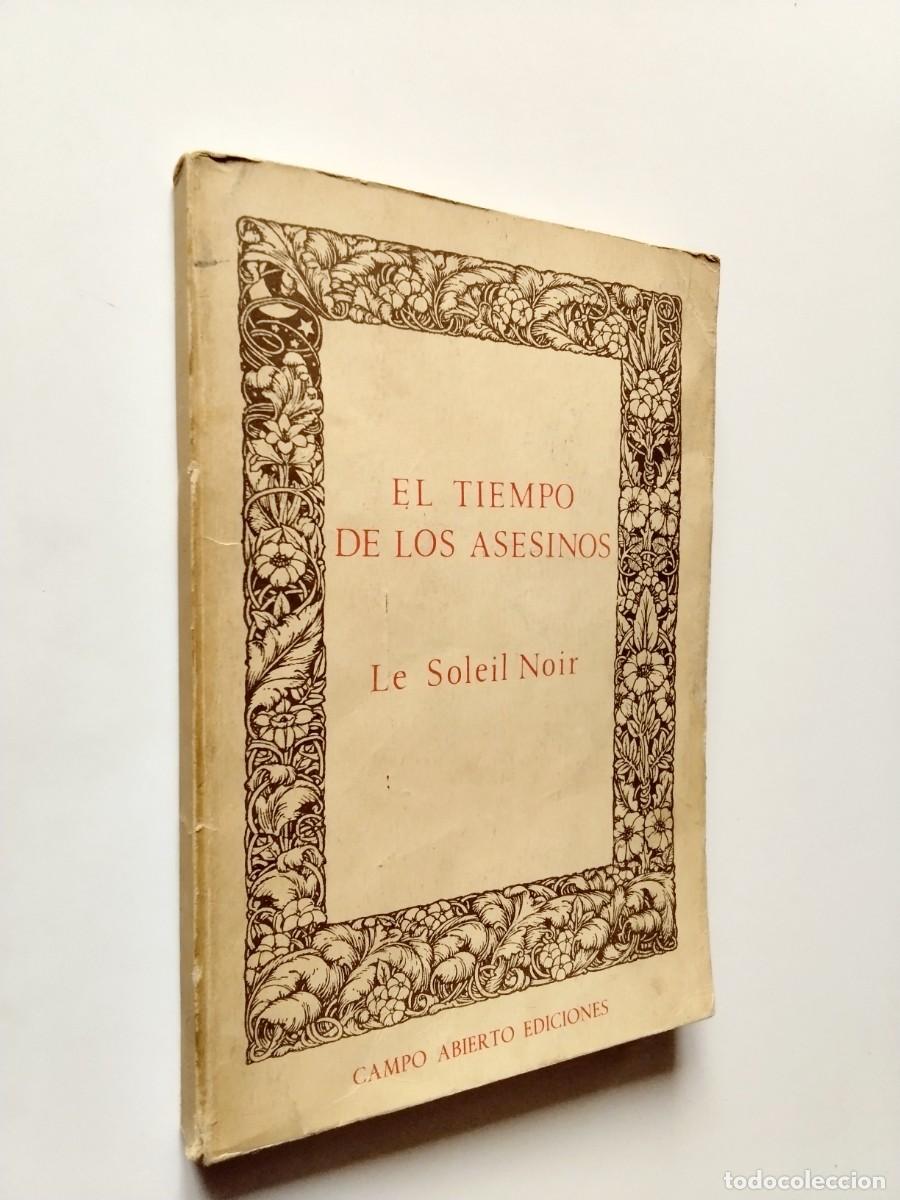 EL TIEMPO
DE LOS ASESINOS
Le Soleil Noir
CAMPO ABIERTO EDICIONES
todocoleccion